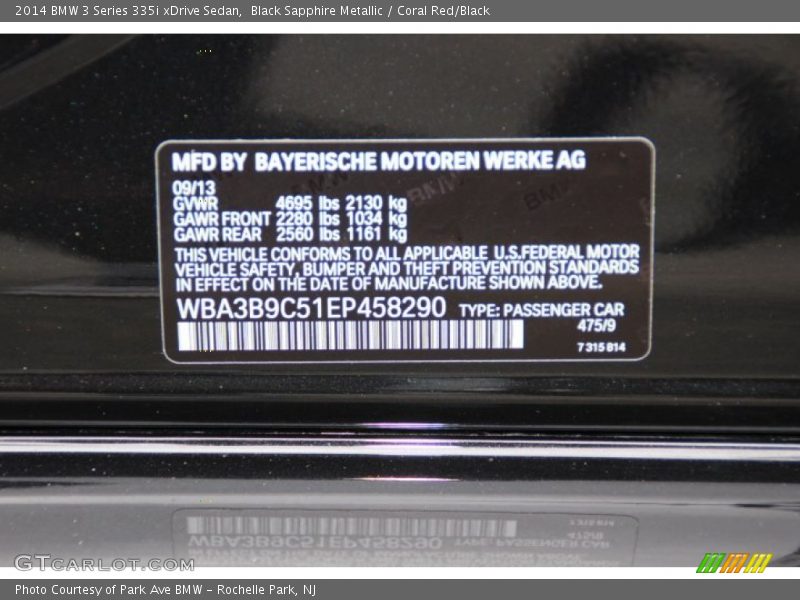 2014 BMW 3 Series 335i xDrive Sedan,  Black Sapphire Metallic / Coral Red/Black
MFD BY BAYERISCHE MOTOREN WERKE AG
09/13
GVWR 4695 lbs 2130 kg
GAWR FRONT 2280 lbs 1034 kg
GAWR REAR 2560 lbs 1161 kg
THIS VEHICLE CONFORMS TO ALL APPLICABLE U.S.FEDERAL MOTOR
VEHICLE SAFETY, BUMPER AND THEFT PREVENTION STANDARDS
IN EFFECT ON THE DATE OF MANUFACTURE SHOWN ABOVE.
WBA3B9C51EP458290 TYPE: PASSENGER CAR
475/9
7 315 814
GTCarLot.com
Photo Courtesy of Park Ave BMW - Rochelle Park, NJ